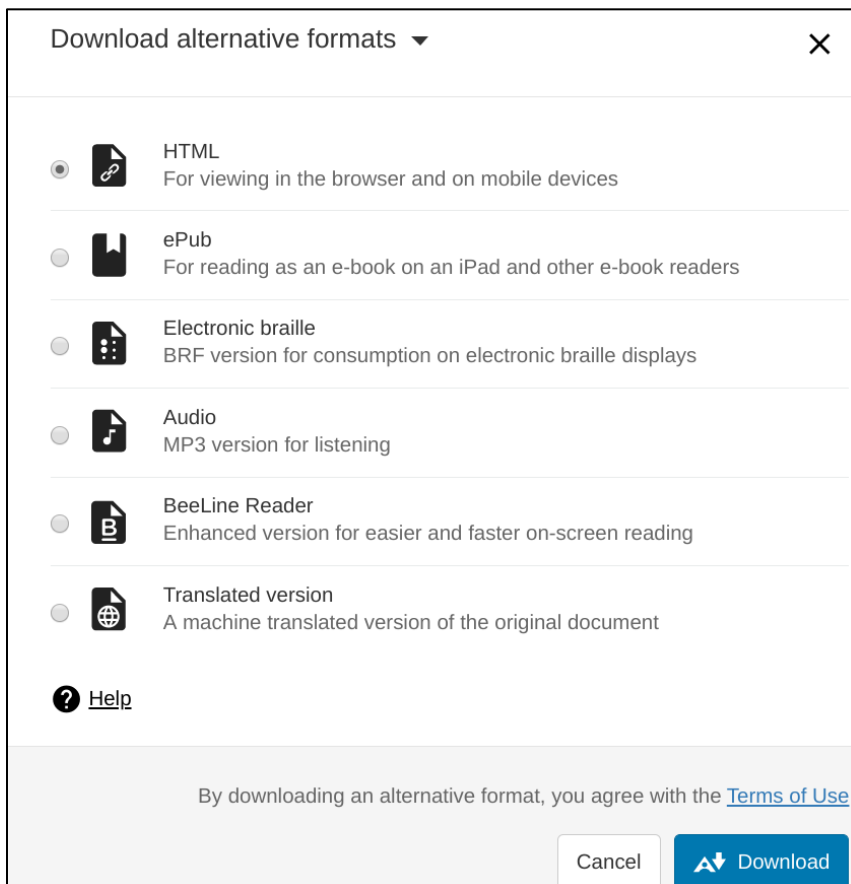 Download alternative formats
HTML
For viewing in the browser and on mobile devices
ePub
For reading as an e-book on an iPad and other e-book readers
Electronic braille
BRF version for consumption on electronic braille displays
Audio
MP3 version for listening
B
BeeLine Reader
Enhanced version for easier and faster on-screen reading
Translated version
A machine translated version of the original document
? Help
By downloading an alternative format, you agree with the Terms of Use
Cancel
A Download